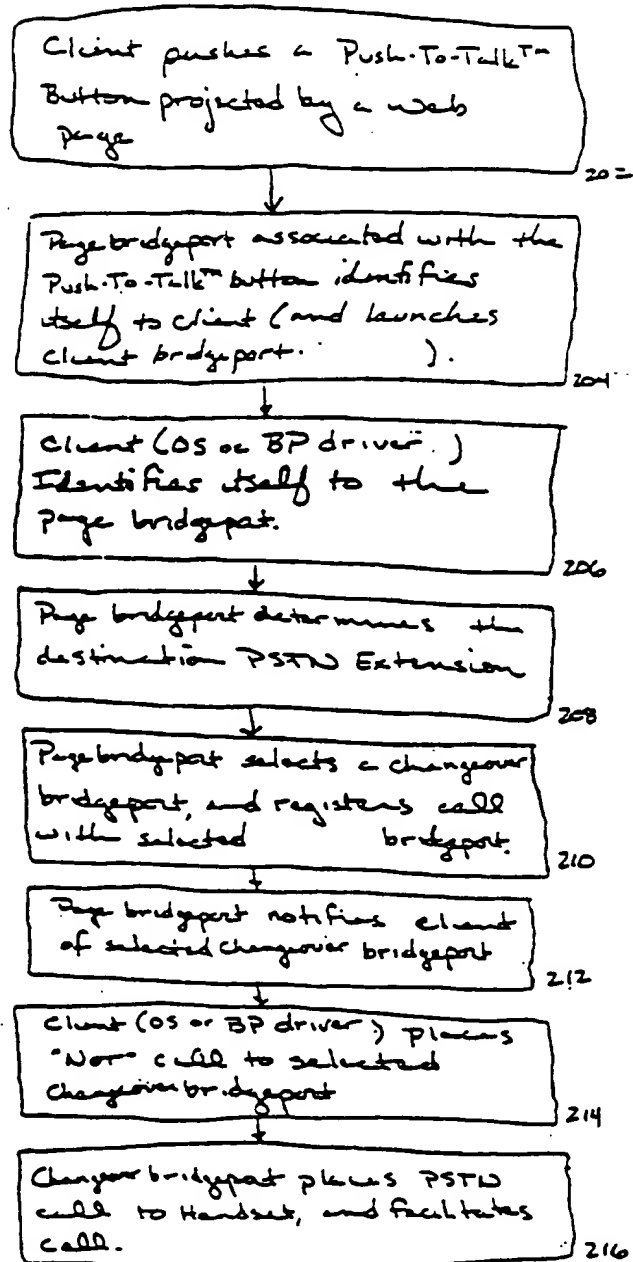 Client pushes a Push-To-Talk™
Button projected by a web
page
202
Page bridgeport associated with the
Push-To-Talk™ button identifies
itself to client (and launches
client bridgeport. ).
204
Client (OS or BP driver.)
Identifies itself to the
Page bridgeport.
206
Page bridgeport determines the
destination PSTN Extension
208
Page bridgeport selects a changeover
bridgeport, and registers call
with selected bridgeport.
210
Page bridgeport notifies client
of selected changeover bridgeport
212
Client (OS or BP driver) places
call to selected
Changeover bridgeport
214
Changeover bridgeport places PSTN
call to Handset, and facilitates
call.
216